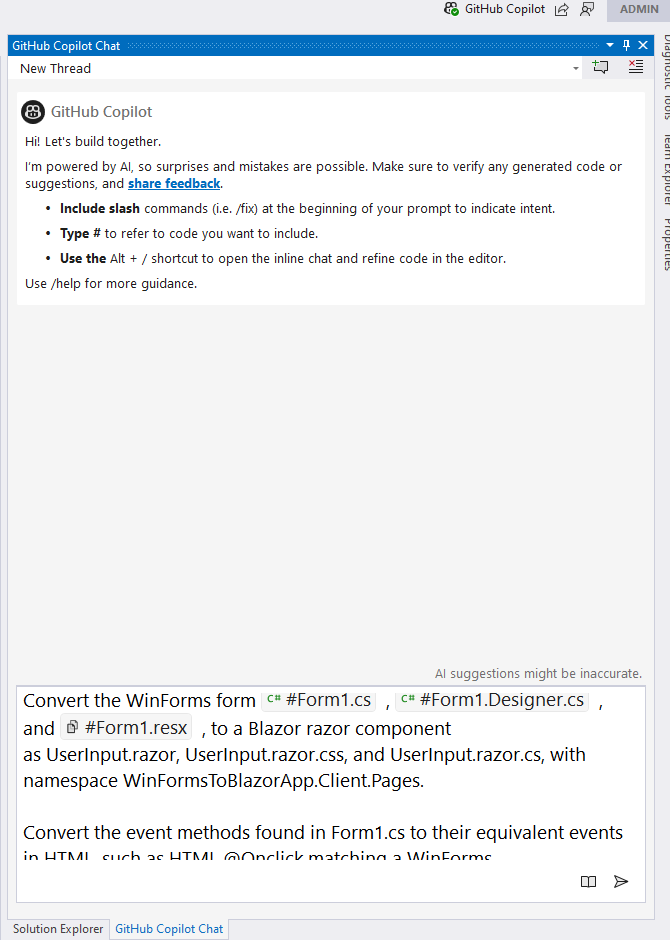 GitHub Copilot
ADMIN
GitHub Copilot Chat
New Thread
GitHub Copilot
Hi! Let's build together.
I'm powered by AI, so surprises and mistakes are possible. Make sure to verify any generated code or
suggestions, and share feedback.
• Include slash commands (i.e. /fix) at the beginning of your prompt to indicate intent.
• Type # to refer to code you want to include.
• Use the Alt + / shortcut to open the inline chat and refine code in the editor.
Use /help for more guidance.
AI suggestions might be inaccurate.
Convert the WinForms form C# #Form1.cs , C# #Form1.Designer.cs ,
and #Form1.resx , to a Blazor razor component
as UserInput.razor, UserInput.razor.css, and UserInput.razor.cs, with
namespace WinFormsToBlazorApp.Client.Pages.
Convert the event methods found in Form1.cs to their equivalent events
in HTML, such as HTML @Onclick matching a WinForms
Solution Explorer
GitHub Copilot Chat
Diagnostic Tools
Learn Explorer
Properties